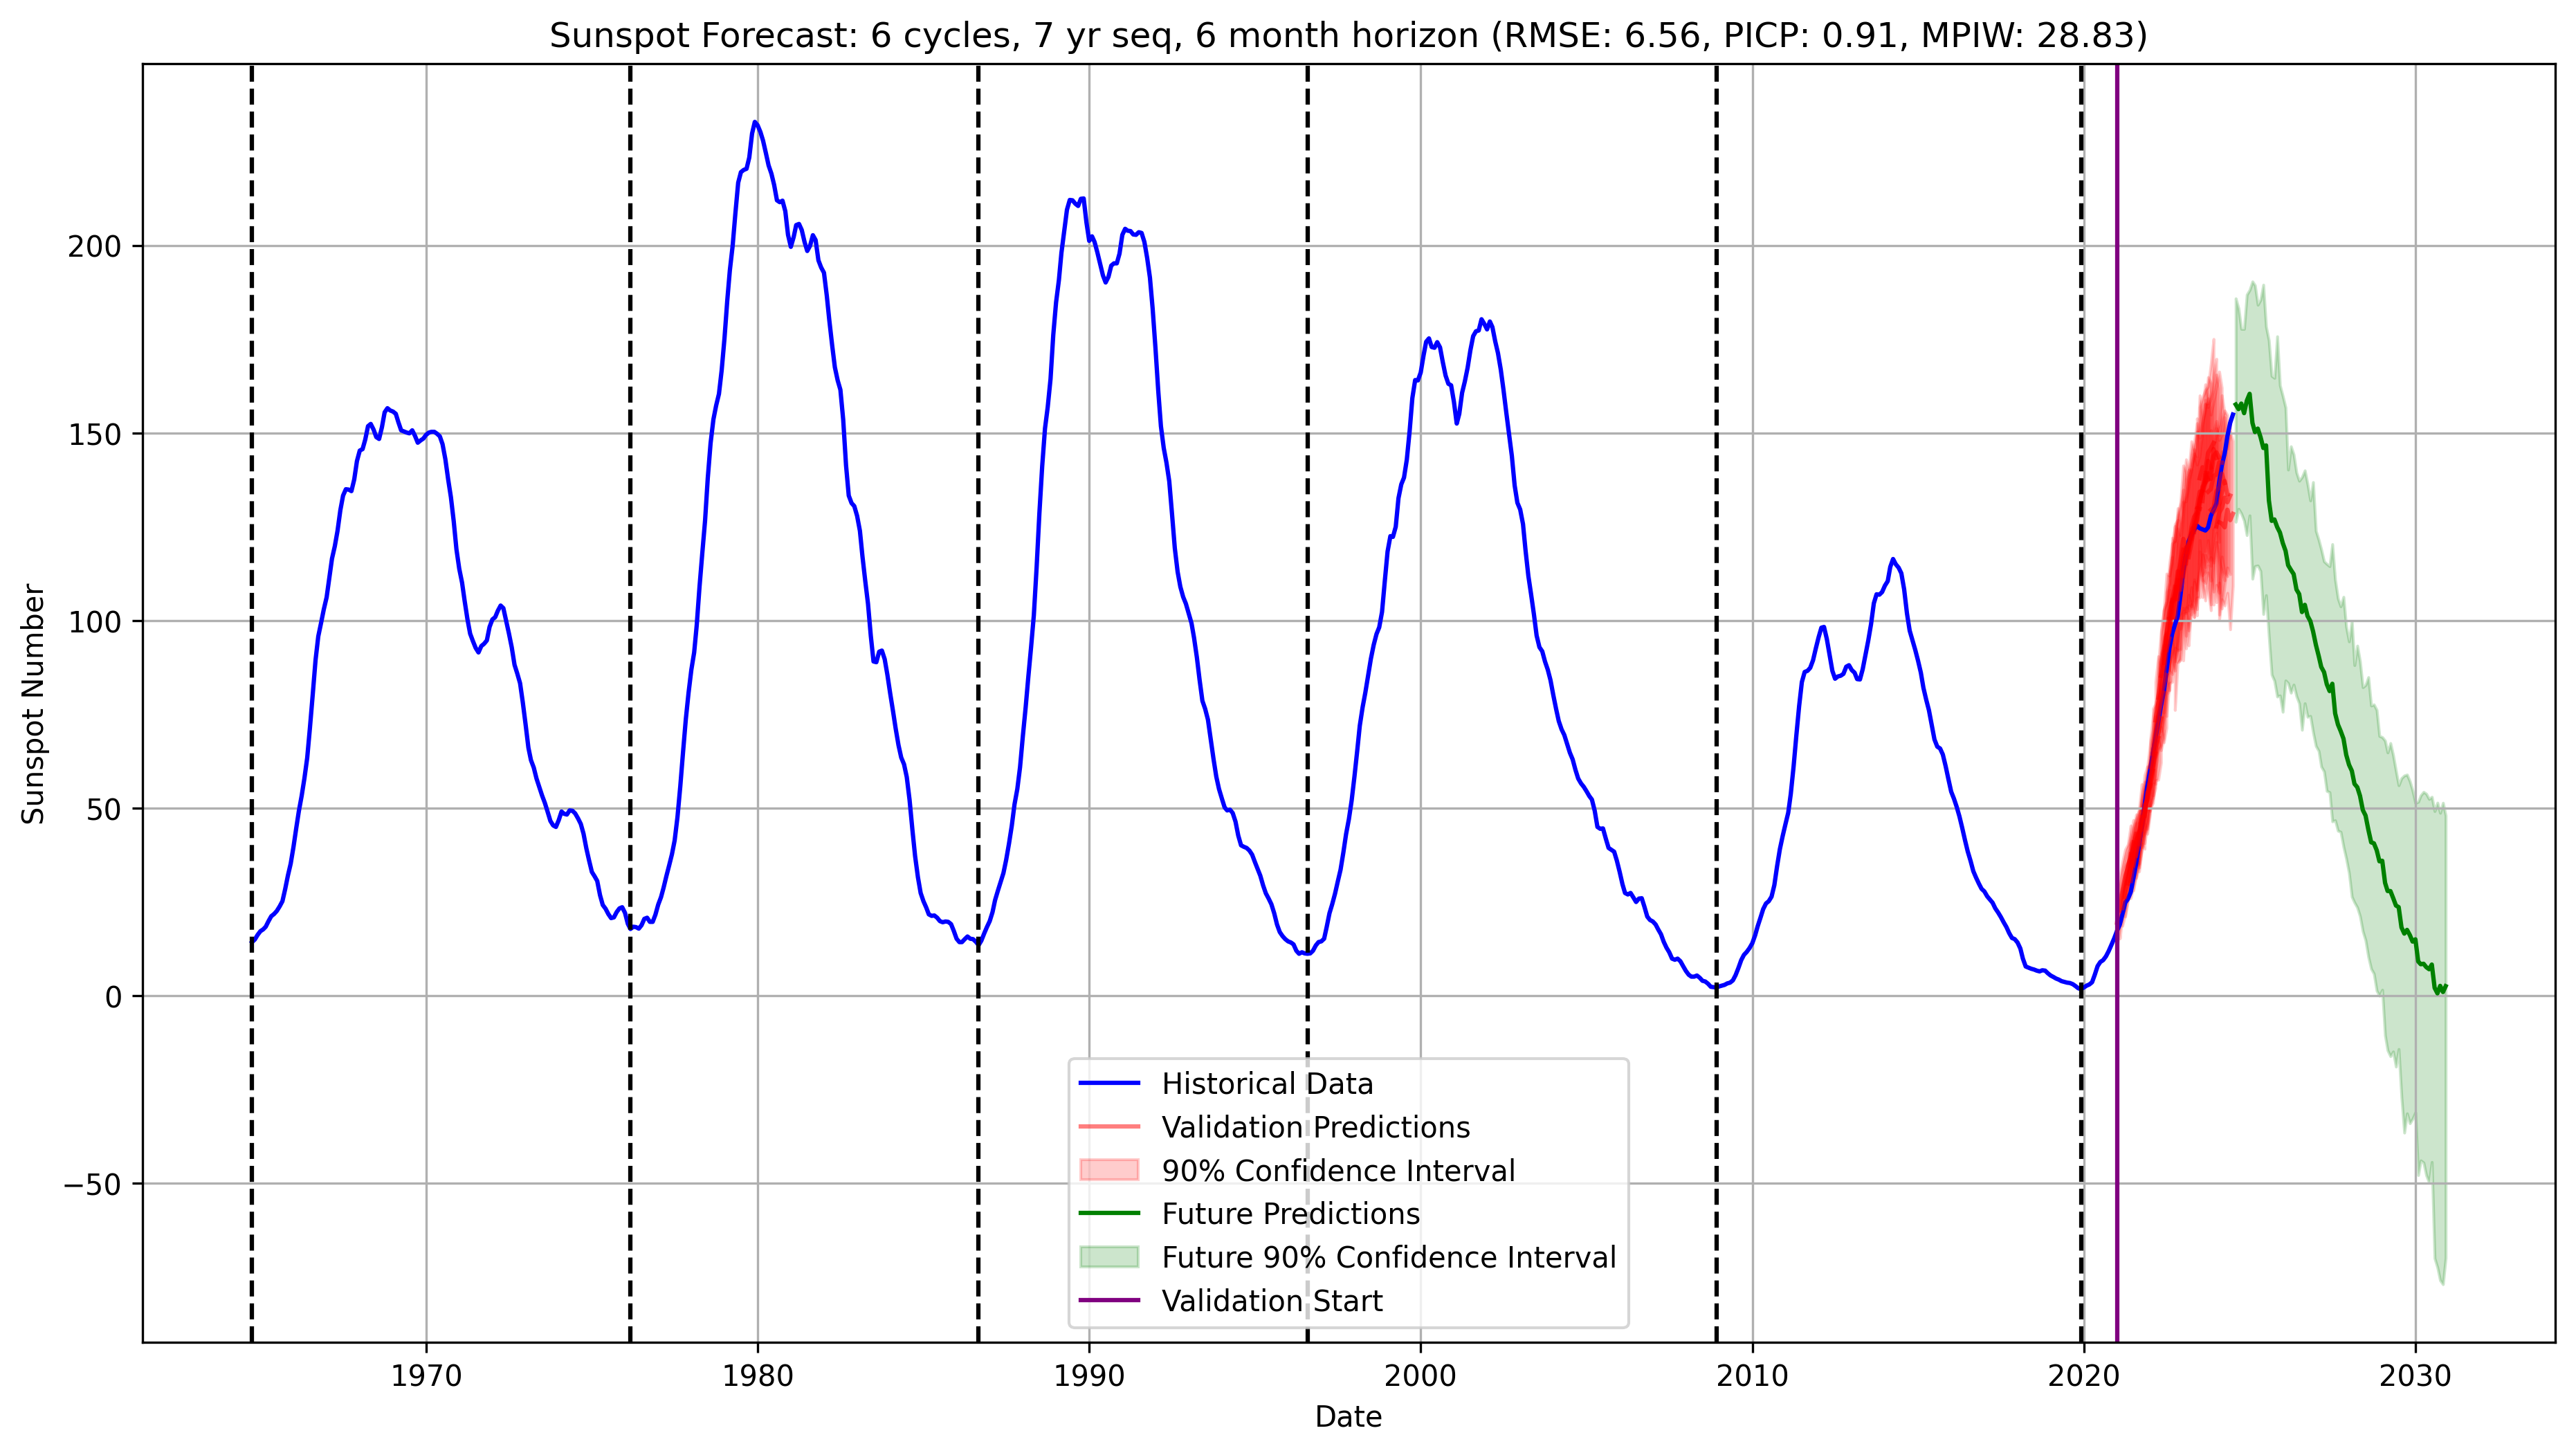 Sunspot Forecast: 6 cycles, 7 yr seq, 6 month horizon (RMSE: 6.56, PICP: 0.91, MPIW: 28.83)
Sunspot Number
200
150
100
50
0
−50
Historical Data
Validation Predictions
90% Confidence Interval
Future Predictions
Future 90% Confidence Interval
Validation Start
1970
1980
1990
2000
2010
2020
2030
Date